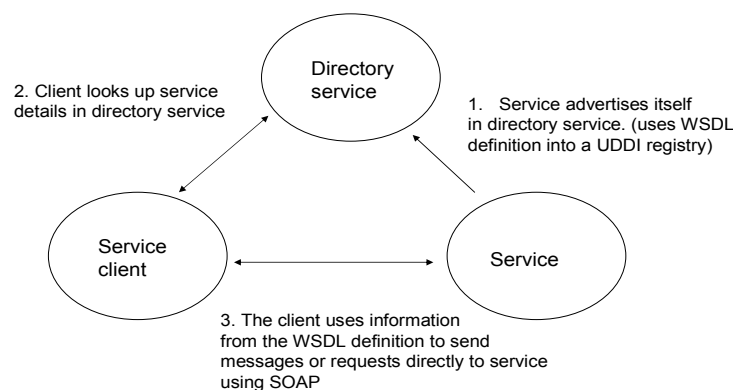 Directory
service
2. Client looks up service
details in directory service
1. Service advertises itself
in directory service. (uses WSDL
definition into a UDDI registry)
Service
client
Service
3. The client uses information
from the WSDL definition to send
messages or requests directly to service
using SOAP